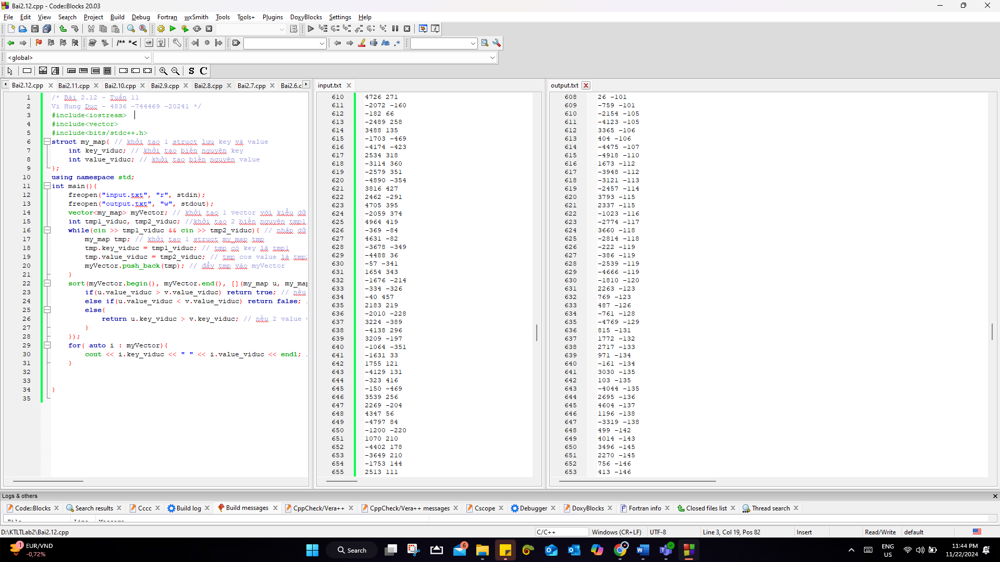 Bai2.12.cpp - Code::Blocks 20.03
File Edit View Search Project Build Debug Fortran wxSmith Tools Tools+ Plugins DoxyBlocks Settings Help
/** *<
Aa .*
<global>
S C
Bai2.12.cpp Bai2.11.cpp Bai2.10.cpp Bai2.9.cpp Bai2.8.cpp Bai2.7.cpp Bai2.6.c
1 /* Bài 2.12 - Tuần 11
2 Vi Hung Duc - 4836 -744469 -20241 */
3 #include<iostream>
4 #include<vector>
5 #include<bits/stdc++.h>
6 struct my_map{ // khởi tạo 1 struct lưu key và value
7 int key_viduc; // khởi tạo biến nguyên key
8 int value_viduc; // khởi tạo biến nguyên value
9 };
10 using namespace std;
11 int main(){
12 freopen("input.txt", "r", stdin);
13 freopen("output.txt", "w", stdout);
14 vector<my_map> myVector; // khởi tạo 1 vector với kiểu dữ
15 int tmp1_viduc, tmp2_viduc; //khởi tạo 2 biến nguyên tmp1
16 while(cin >> tmp1_viduc && cin >> tmp2_viduc){ // nhập dữ
17 my_map tmp; // khởi tạo 1 struct my_map tmp
18 tmp.key_viduc = tmp1_viduc; // tmp có key là tmp1
19 tmp.value_viduc = tmp2_viduc; // tmp cos value là tmp2
20 myVector.push_back(tmp); // đẩy tmp vào myVector
21 }
22 sort(myVector.begin(), myVector.end(), [](my_map u, my_map
23 if(u.value_viduc > v.value_viduc) return true; // nếu
24 else if(u.value_viduc < v.value_viduc) return false; /
25 else{
26 return u.key_viduc > v.key_viduc; // nếu 2 value =
27 }
28 });
29 for( auto i : myVector){
30 cout << i.key_viduc << " " << i.value_viduc << endl; /
31 }
32
33
34 }
35
input.txt
610 4726 271
611 -2072 -160
612 -182 66
613 -2489 258
614 3488 135
615 -1703 -469
616 -4174 -423
617 2534 318
618 -3114 360
619 -2579 351
620 -4890 -354
621 3816 427
622 2462 -291
623 4705 395
624 -2059 374
625 4964 419
626 -369 -84
627 4631 -82
628 -3678 -349
629 -4488 36
630 -57 -341
631 1654 343
632 -1676 -214
633 -334 -326
634 -40 457
635 2183 219
636 -2010 -228
637 3224 -389
638 -4138 296
639 3209 -197
640 -1064 -351
641 -1631 33
642 1755 121
643 -4129 131
644 -323 416
645 -150 -469
646 3539 256
647 2269 -204
648 4347 56
649 -4797 84
650 -1200 -220
651 1070 210
652 -4402 178
653 -3649 210
654 -1753 144
655 2513 111
output.txt
608 26 -101
609 -759 -101
610 -2154 -105
611 -4123 -105
612 3365 -106
613 404 -106
614 -4475 -107
615 -4918 -110
616 1673 -112
617 -3948 -112
618 -3121 -113
619 -2457 -114
620 3793 -115
621 2337 -115
622 -1023 -116
623 -2774 -117
624 3660 -118
625 -2814 -118
626 -222 -119
627 -386 -119
628 -2539 -119
629 -4666 -119
630 -1810 -120
631 2263 -123
632 769 -123
633 487 -126
634 -761 -128
635 -4769 -129
636 815 -131
637 1772 -132
638 2717 -133
639 971 -134
640 -161 -134
641 3030 -135
642 103 -135
643 -4044 -135
644 2695 -136
645 4604 -137
646 1196 -138
647 -3319 -138
648 499 -142
649 4014 -143
650 3496 -145
651 2270 -145
652 756 -146
653 413 -146
Logs & others
Code::Blocks Search results Cccc Build log Build messages CppCheck/Vera++ CppCheck/Vera++ messages Cscope Debugger DoxyBlocks Fortran info Closed files list Thread search
File Line Message
D:\KTLTLab2\Bai2.12.cpp C/C++ Windows (CR+LF) UTF-8 Line 3, Col 19, Pos 82 Insert Read/Write default
1 EUR/VND
-0,72%
Search
6
ENG
US
11:44 PM
11/22/2024